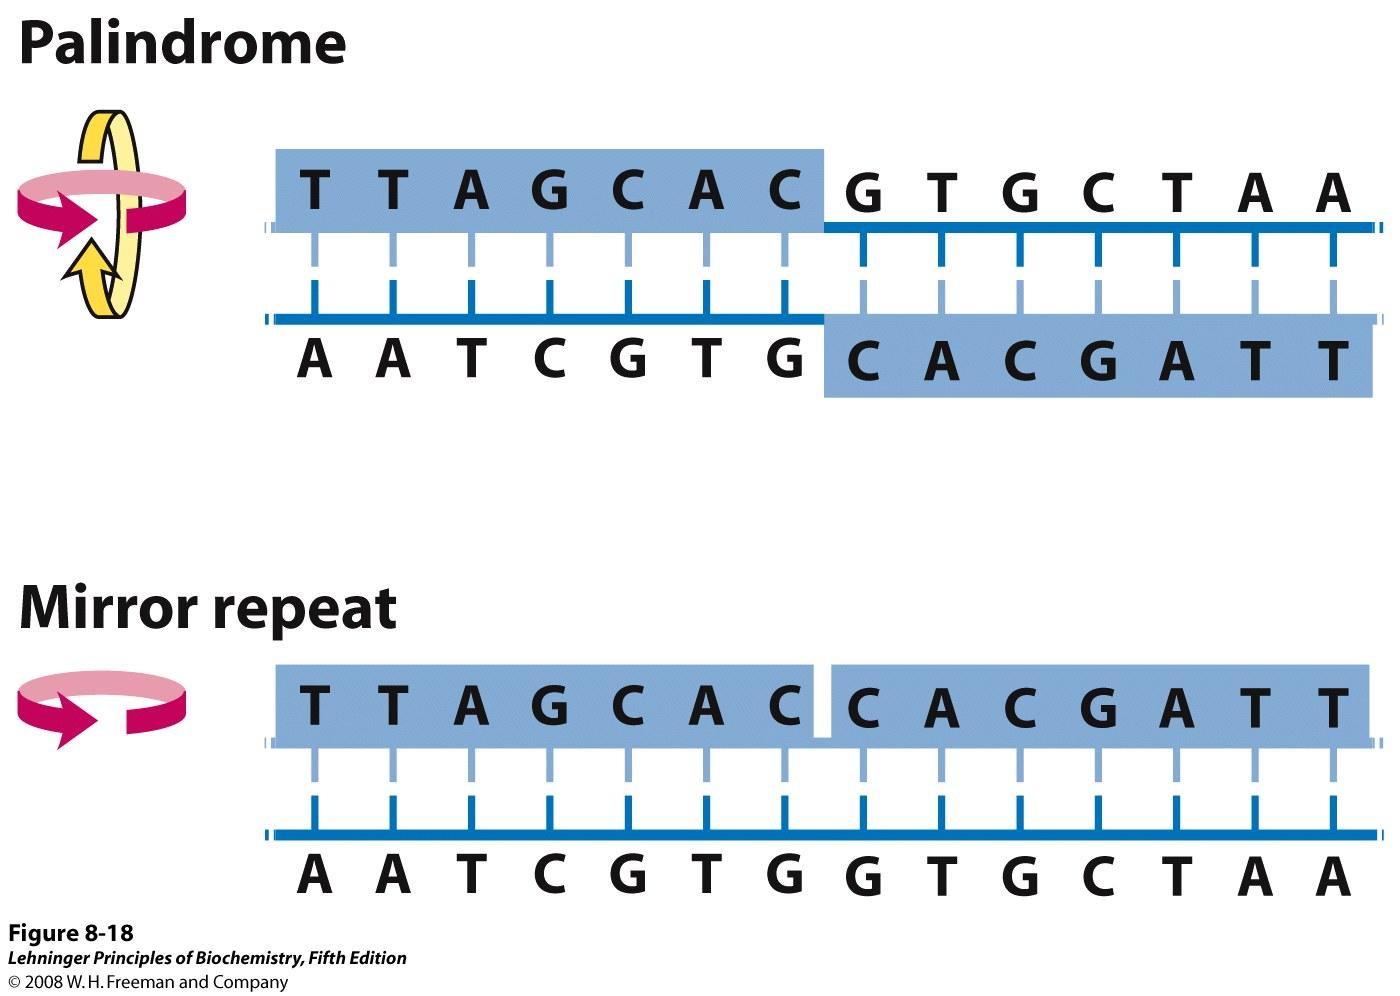 Palindrome
T T A G C A C G T G C T A A
A A T C G T G C A C G A T T
Mirror repeat
T T A G C A C C A C G A T T
A A T C G T G G T G C T A A
Figure 8-18
Lehninger Principles of Biochemistry, Fifth Edition
© 2008 W. H. Freeman and Company